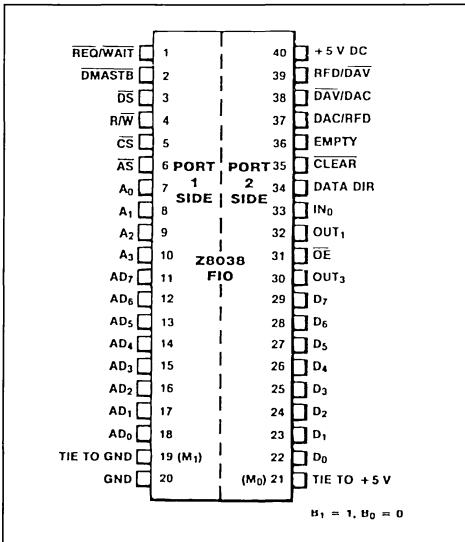 REQ/WAIT 1 40 +5 V DC
DMASTB 2 39 RFD/DAV
DS 3 38 DAV/DAC
R/W 4 37 DAC/RFD
CS 5 36 EMPTY
AS 6 PORT 1 SIDE PORT 2 SIDE 35 CLEAR
A0 7 34 DATA DIR
A1 8 33 IN0
A2 9 32 OUT1
A3 10 Z8038 FIO 31 OE
AD7 11 30 OUT3
AD6 12 29 D7
AD5 13 28 D6
AD4 14 27 D5
AD3 15 26 D4
AD2 16 25 D3
AD1 17 24 D2
AD0 18 23 D1
TIE TO GND 19 (M1) 22 D0
GND 20 (M0) 21 TIE TO +5 V
B1 = 1, B0 = 0